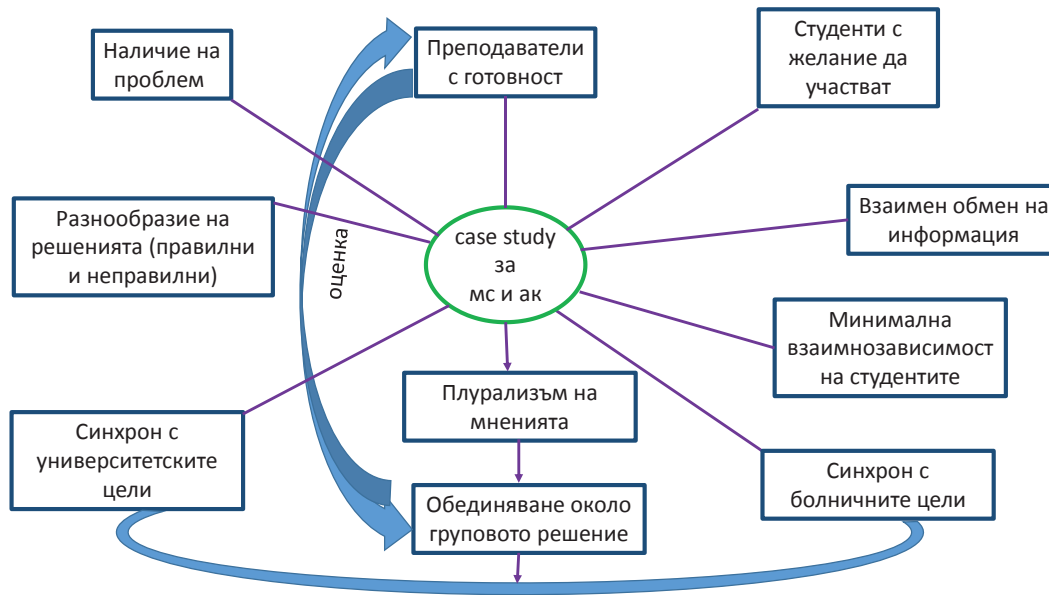 Наличие на
проблем
Преподаватели
с готовност
Студенти с
желание да
участват
Разнообразие на
решенията (правилни
и неправилни)
оценка
case study
за
мс и ак
Взаимен обмен на
информация
Минимална
взаимнозависимост
на студентите
Плурализъм на
мненията
Синхрон с
университетските
цели
Обединяване около
груповото решение
Синхрон с
болничните цели